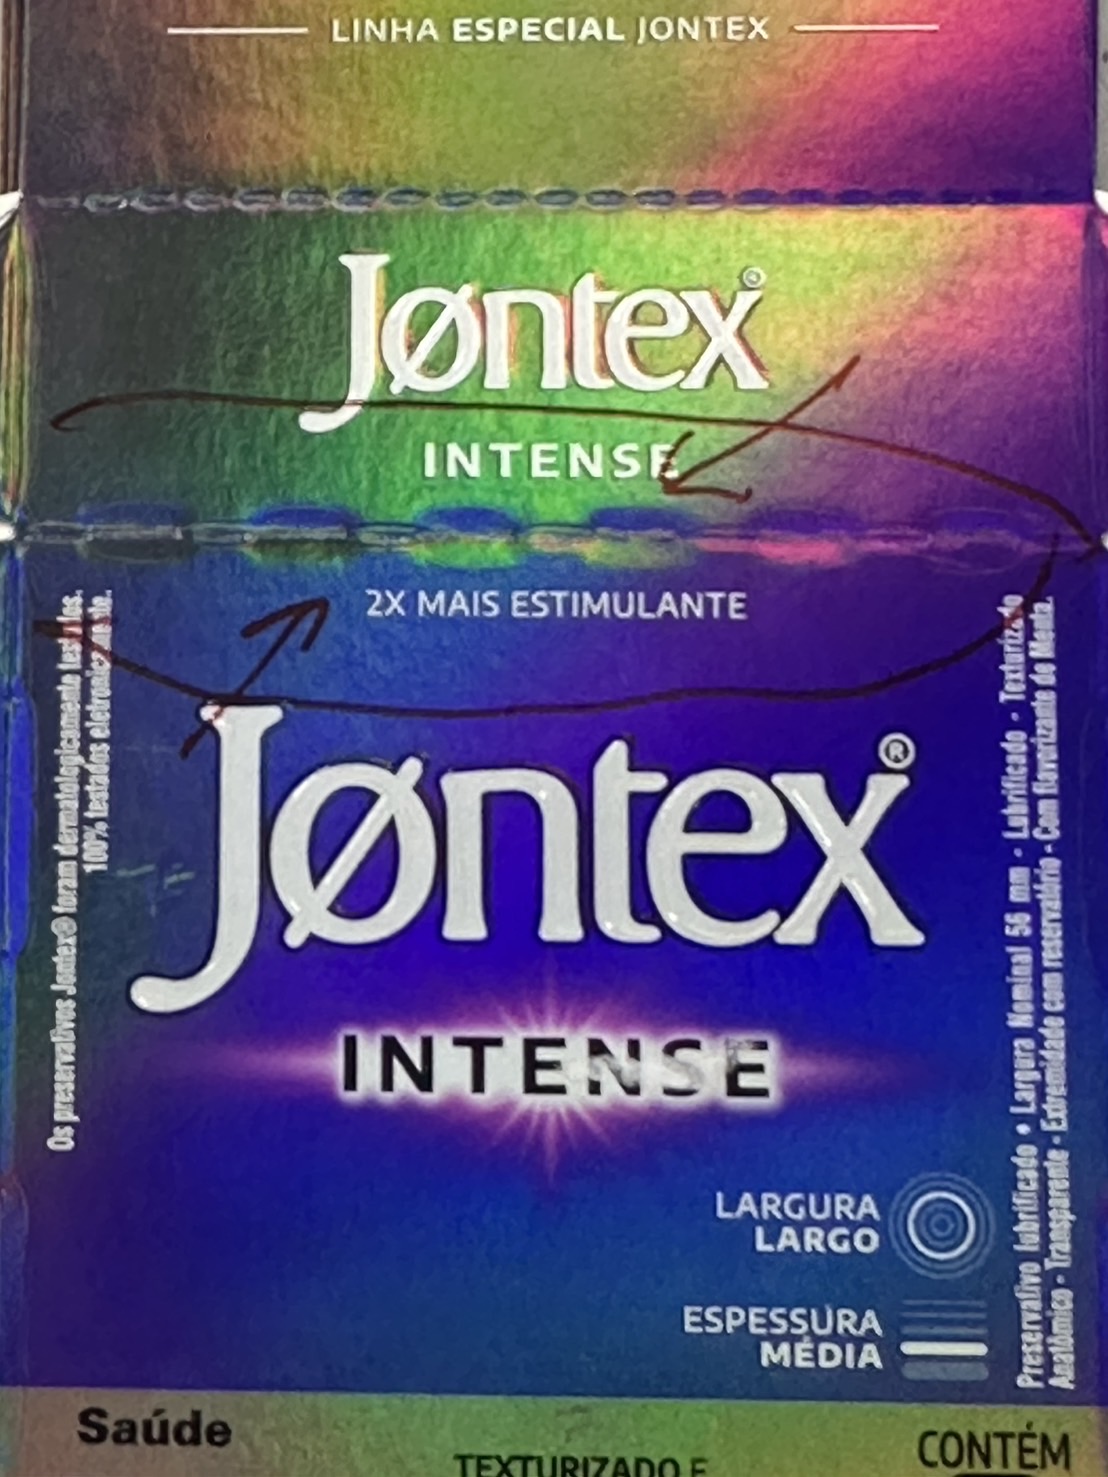 LINHA ESPECIAL JONTEX
Jøntex®
INTENSE
2X MAIS ESTIMULANTE
Os preservativos Jontex® foram dermatologicamente testados.
100% testados eletronicamente.
Jøntex®
INTENSE
LARGURA
LARGO
ESPESSURA
MÉDIA
Preservativo lubrificado • Largura Nominal 56 mm - Lubrificado - Texturizado
Anatômico - Transparente - Extremidade com reservatório - Com flavorizante de Menta.
Saúde
TEXTURIZADO E
CONTÉM